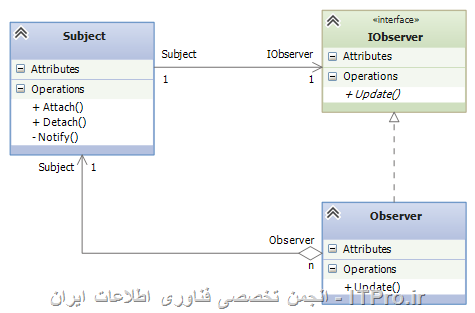 Subject
Attributes
Operations
+ Attach()
+ Detach()
- Notify()
Subject
1
IObserver
1
«interface»
IObserver
Attributes
Operations
+ Update()
Subject
1
Observer
n
Observer
Attributes
Operations
+ Update()
ITPro.ir - انجمن تخصصی فناوری اطلاعات ایران